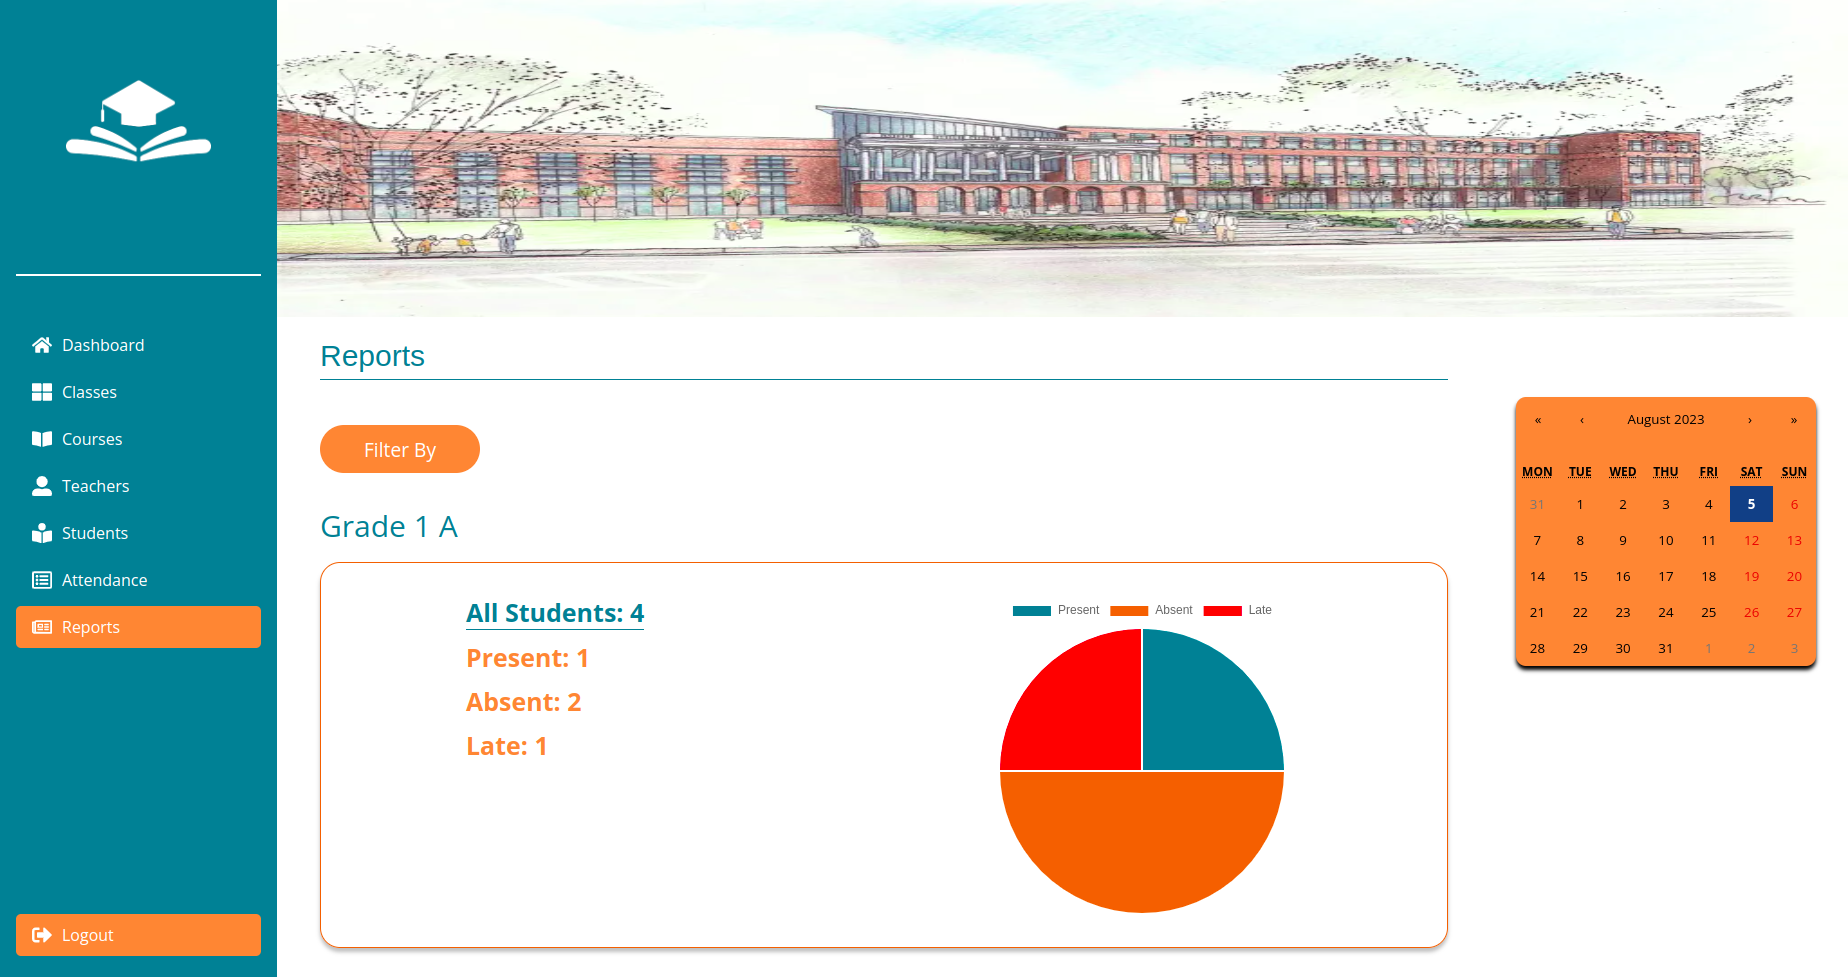 Dashboard
Classes
Courses
Teachers
Students
Attendance
Reports
Logout
Reports
Filter By
Grade 1 A
All Students: 4
Present: 1
Absent: 2
Late: 1
Present Absent Late
« ‹ August 2023 › »
MON TUE WED THU FRI SAT SUN
31 1 2 3 4 5 6
7 8 9 10 11 12 13
14 15 16 17 18 19 20
21 22 23 24 25 26 27
28 29 30 31 1 2 3